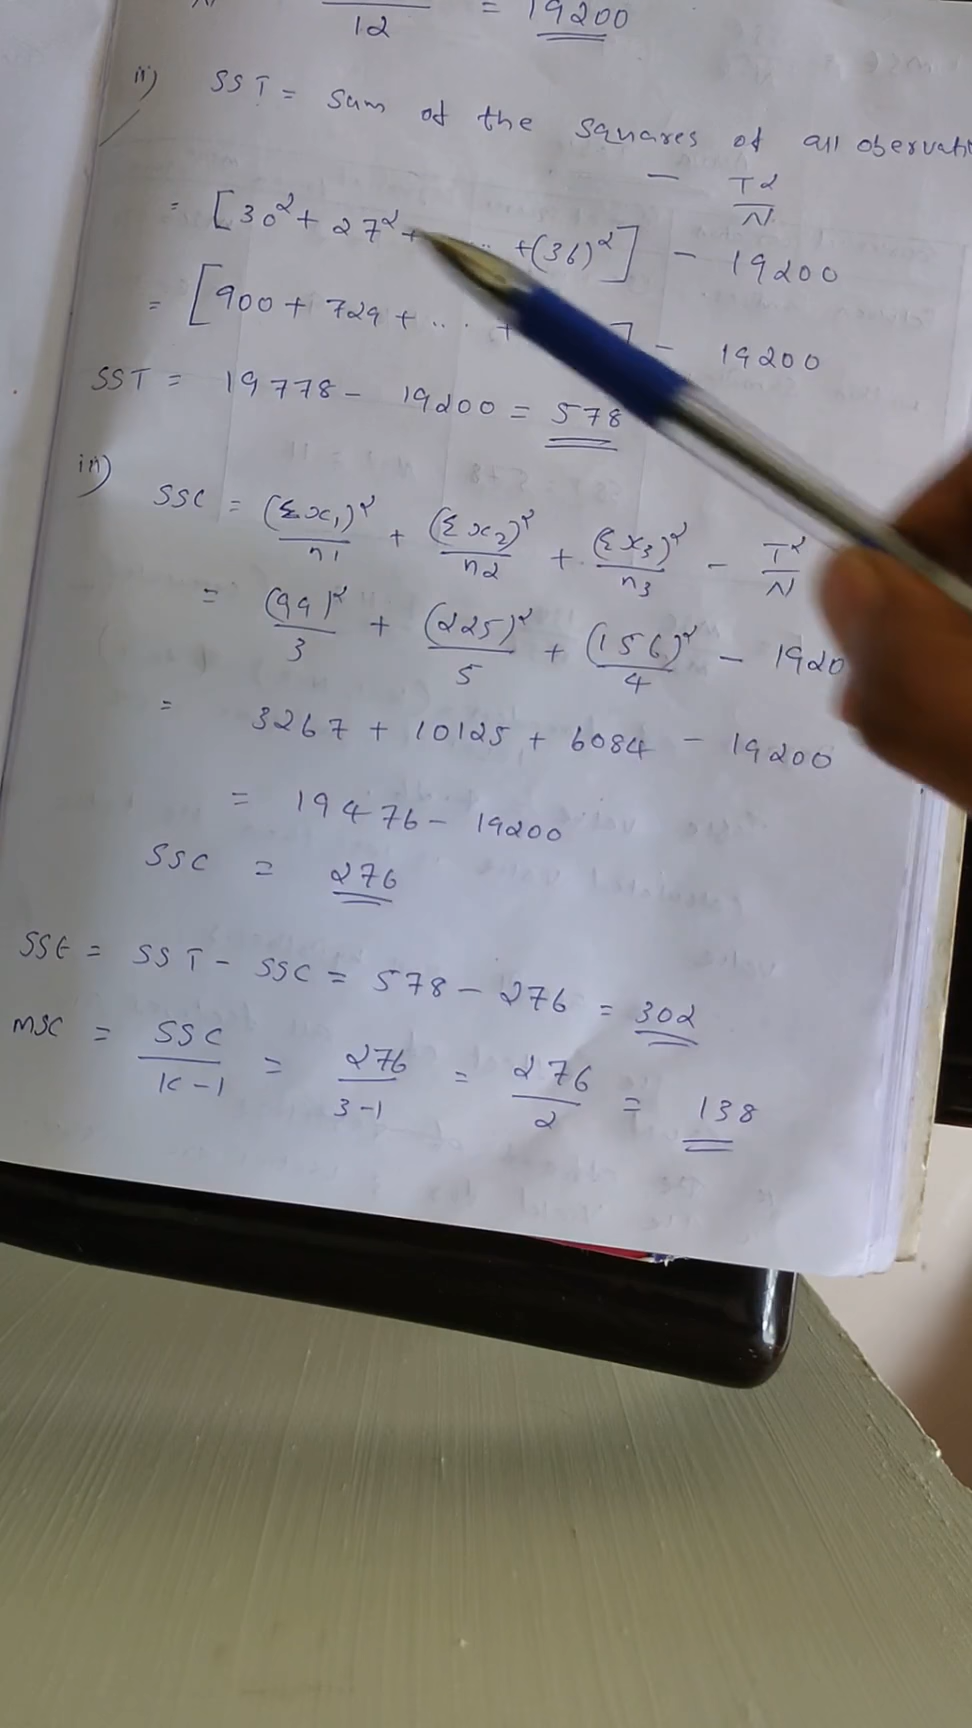 12 = 19200
ii) SST = Sum of the squares of all
- T²/N
= [30² + 27² + ... +(36)²] - 19200
= [900 + 729 + ... + ] - 19200
SST = 19778 - 19200 = 578
iii)
SSC = (Σx₁)²/n1 + (Σx₂)²/n2 + (Σx₃)²/n3 - T²/N
= (99)²/3 + (225)²/5 + (156)²/4 - 1920
= 3267 + 10125 + 6084 - 19200
= 19476 - 19200
SSC = 276
SSE = SST - SSC = 578 - 276 = 302
MSC = SSC/K-1 = 276/3-1 = 276/2 = 138